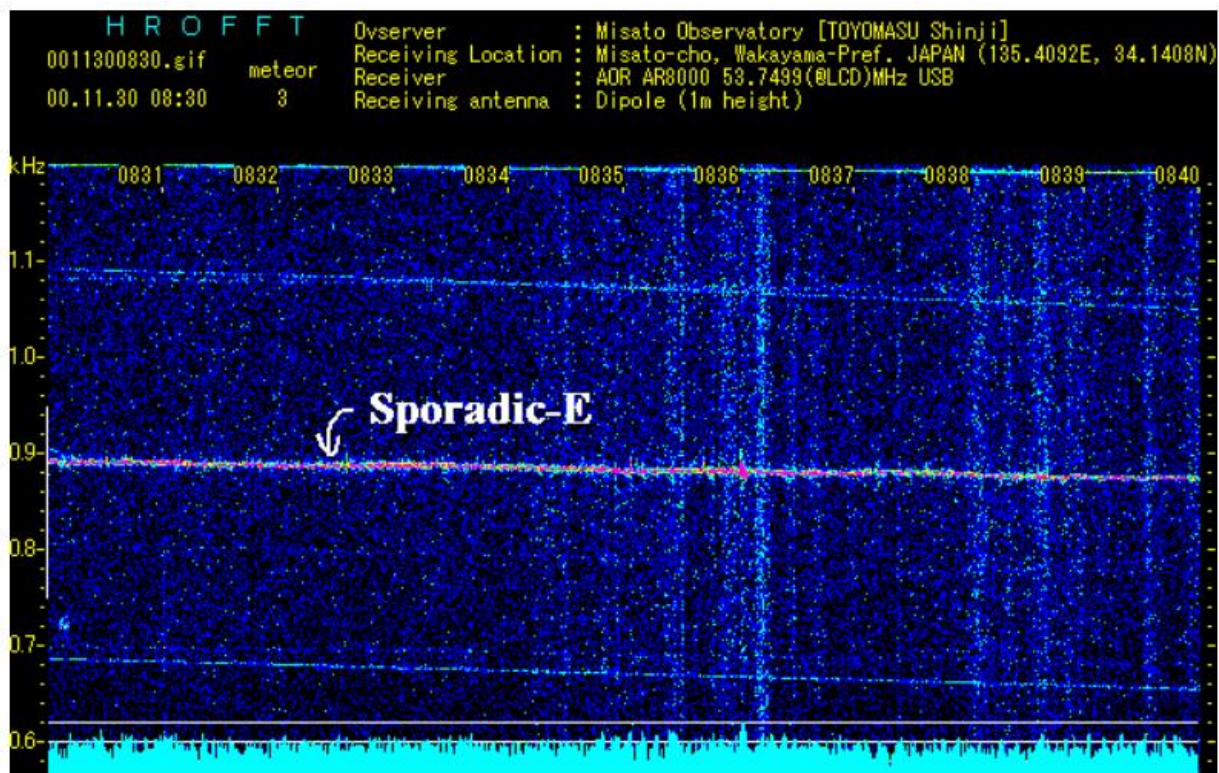 H R O F F T
0011300830.gif
meteor
00.11.30 08:30 3
Ovserver : Misato Observatory [TOYOMASU Shinji]
Receiving Location : Misato-cho, Wakayama-Pref. JAPAN (135.4092E, 34.1408N)
Receiver : AOR AR8000 53.7499(@LCD)MHz USB
Receiving antenna : Dipole (1m height)
kHz 0831 0832 0833 0834 0835 0836 0837 0838 0839 0840
1.1
1.0
Sporadic-E
0.9
0.8
0.7
0.6